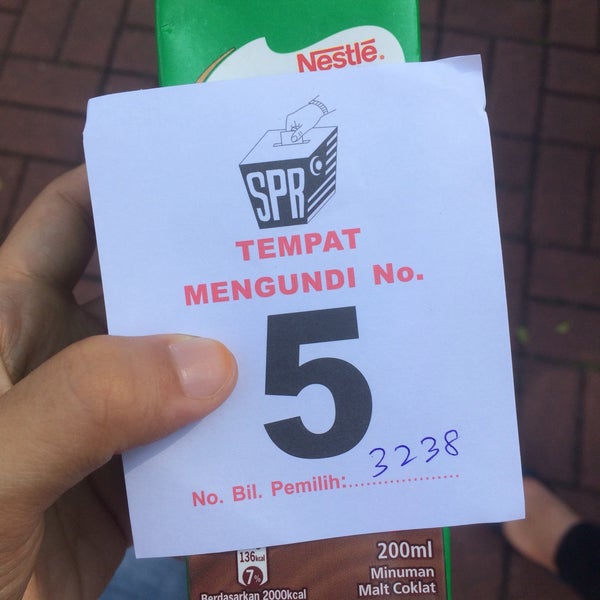 Nestlé.
SPR
TEMPAT
MENGUNDI No.
5
No. Bil. Pemilih:................... 3238
136kcal
7%
Berdasarkan 2000kcal
200ml
Minuman
Malt Coklat